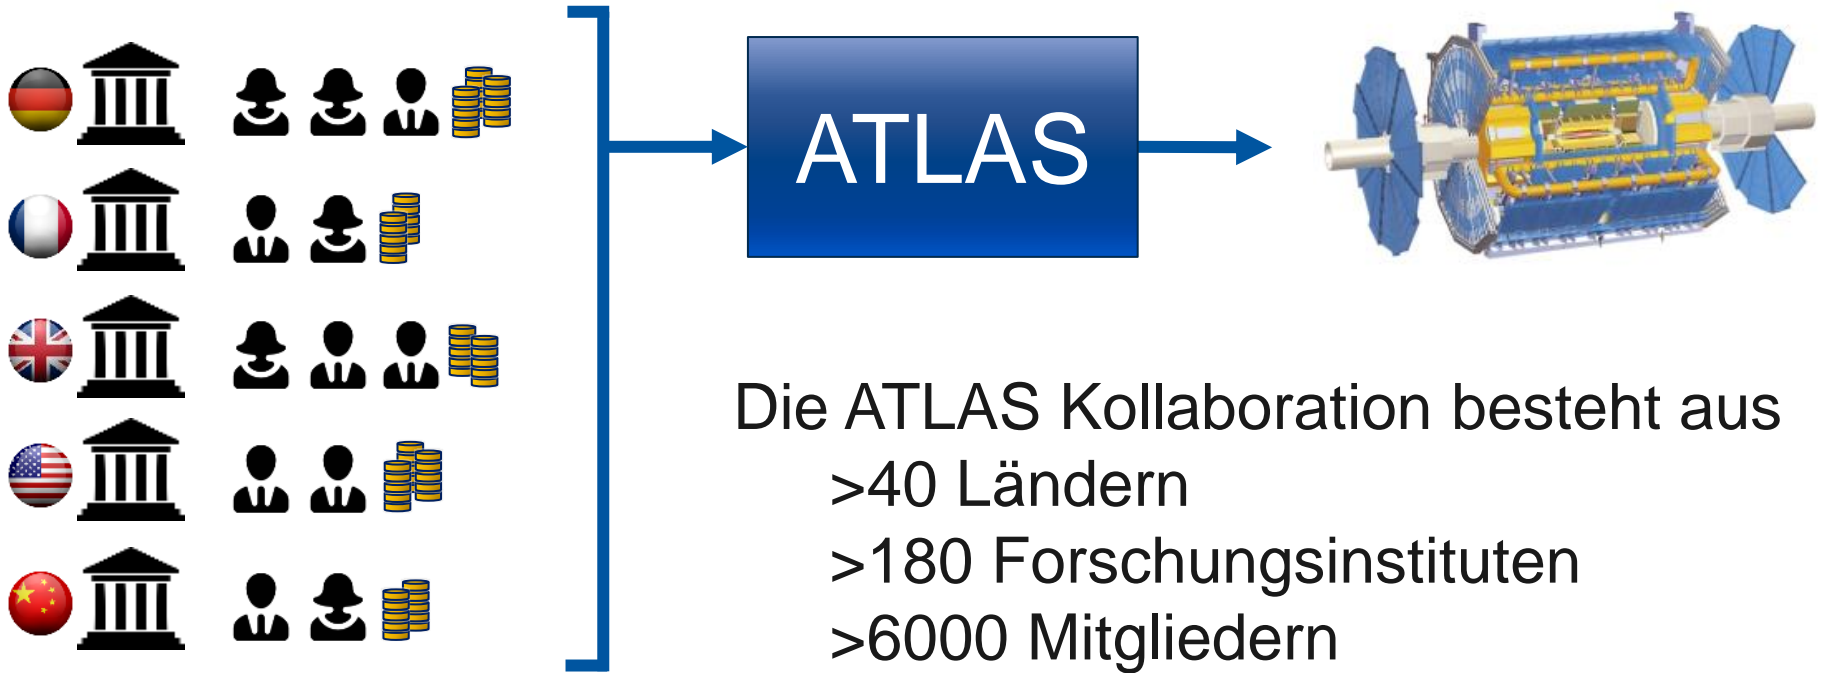 ATLAS
Die ATLAS Kollaboration besteht aus
>40 Ländern
>180 Forschungsinstituten
>6000 Mitgliedern